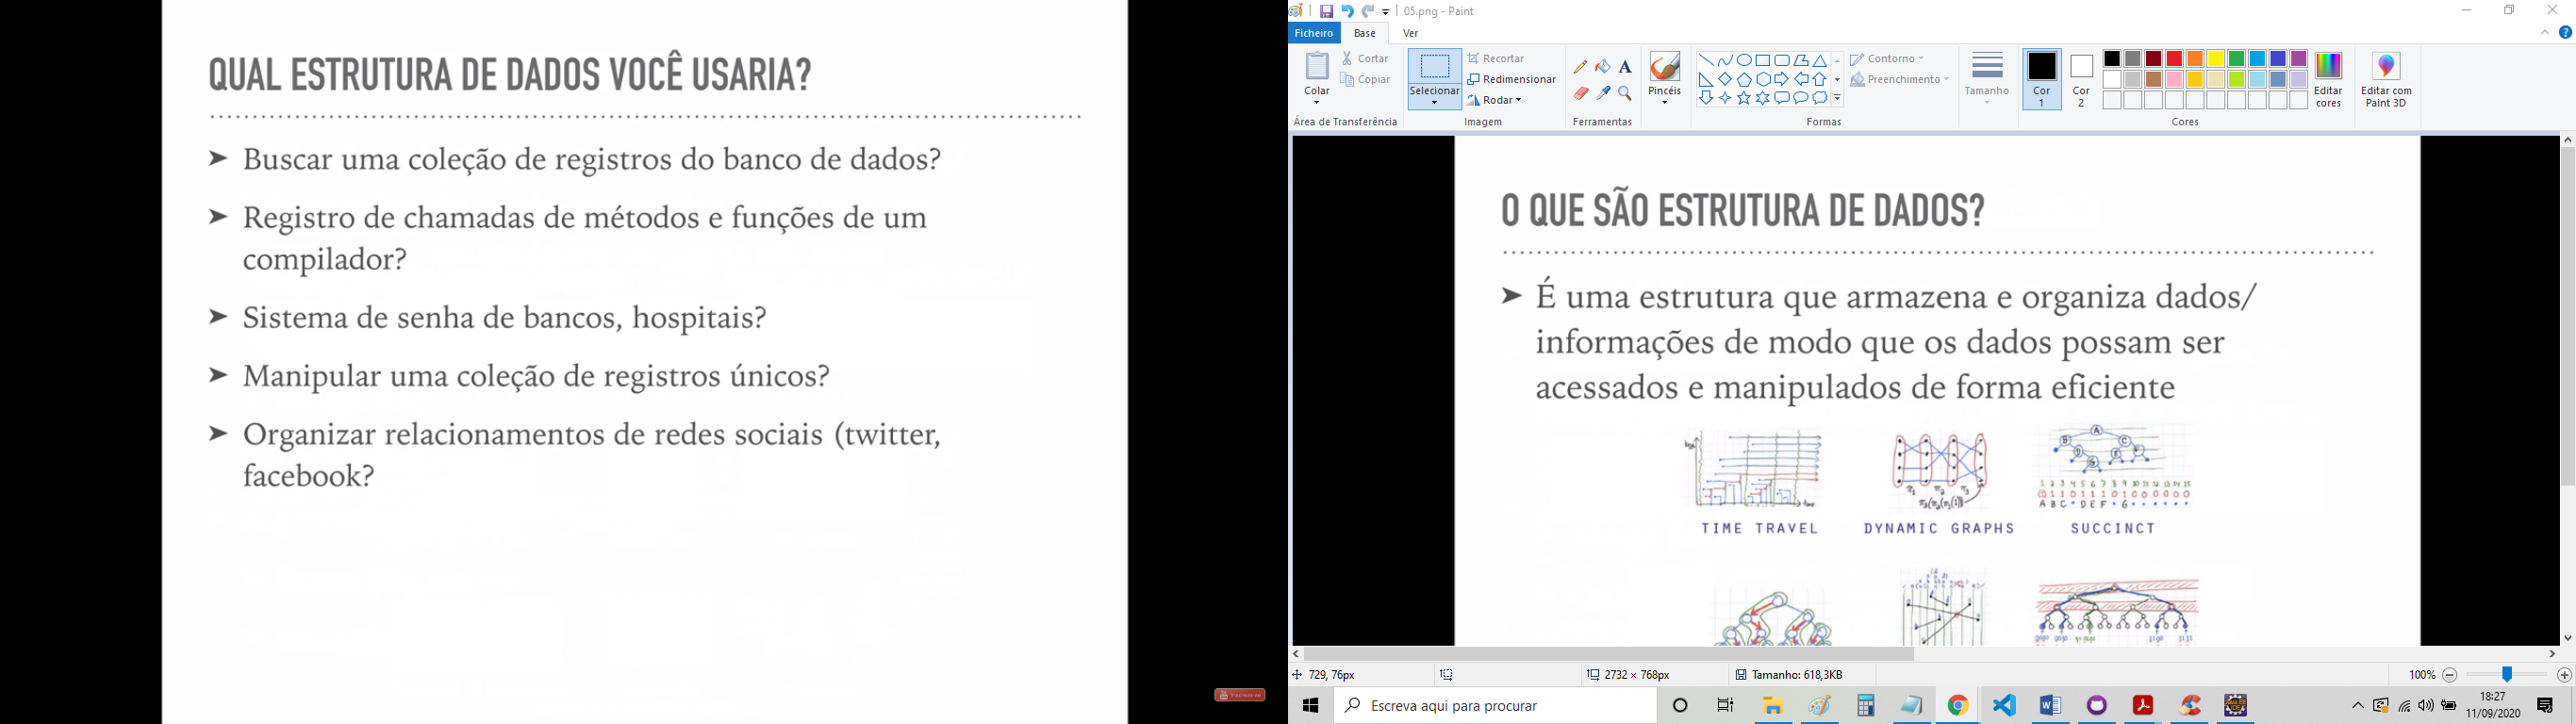 QUAL ESTRUTURA DE DADOS VOCÊ USARIA?
➤ Buscar uma coleção de registros do banco de dados?
➤ Registro de chamadas de métodos e funções de um
compilador?
➤ Sistema de senha de bancos, hospitais?
➤ Manipular uma coleção de registros únicos?
➤ Organizar relacionamentos de redes sociais (twitter,
facebook?
05.png - Paint
Ficheiro Base Ver
Colar
Cortar
Copiar
Área de Transferência
Selecionar
Recortar
Redimensionar
Rodar
Imagem
Ferramentas
Pincéis
Contorno
Preenchimento
Formas
Tamanho
Cor
1
Cor
2
Editar
cores
Cores
Editar com
Paint 3D
O QUE SÃO ESTRUTURA DE DADOS?
➤ É uma estrutura que armazena e organiza dados/
informações de modo que os dados possam ser
acessados e manipulados de forma eficiente
TIME TRAVEL DYNAMIC GRAPHS SUCCINCT
729, 76px 2732 × 768px Tamanho: 618,3KB 100%
Escreva aqui para procurar
18:27
11/09/2020